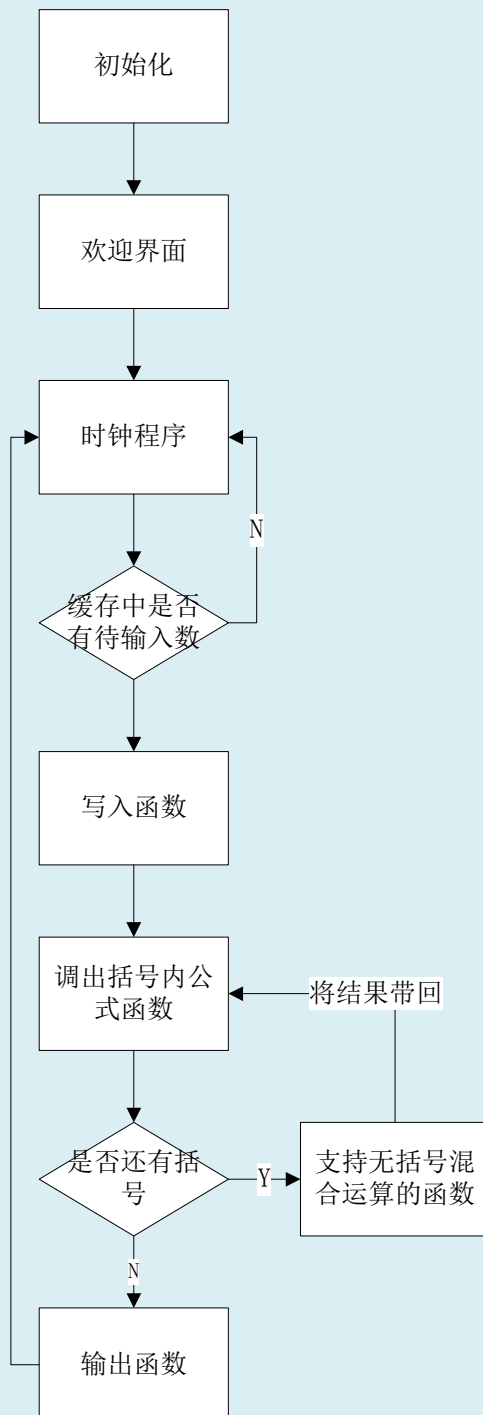 初始化
欢迎界面
时钟程序
N
缓存中是否
有待输入数
写入函数
调出括号内公
式函数
将结果带回
是否还有括
号
Y
支持无括号混
合运算的函数
N
输出函数